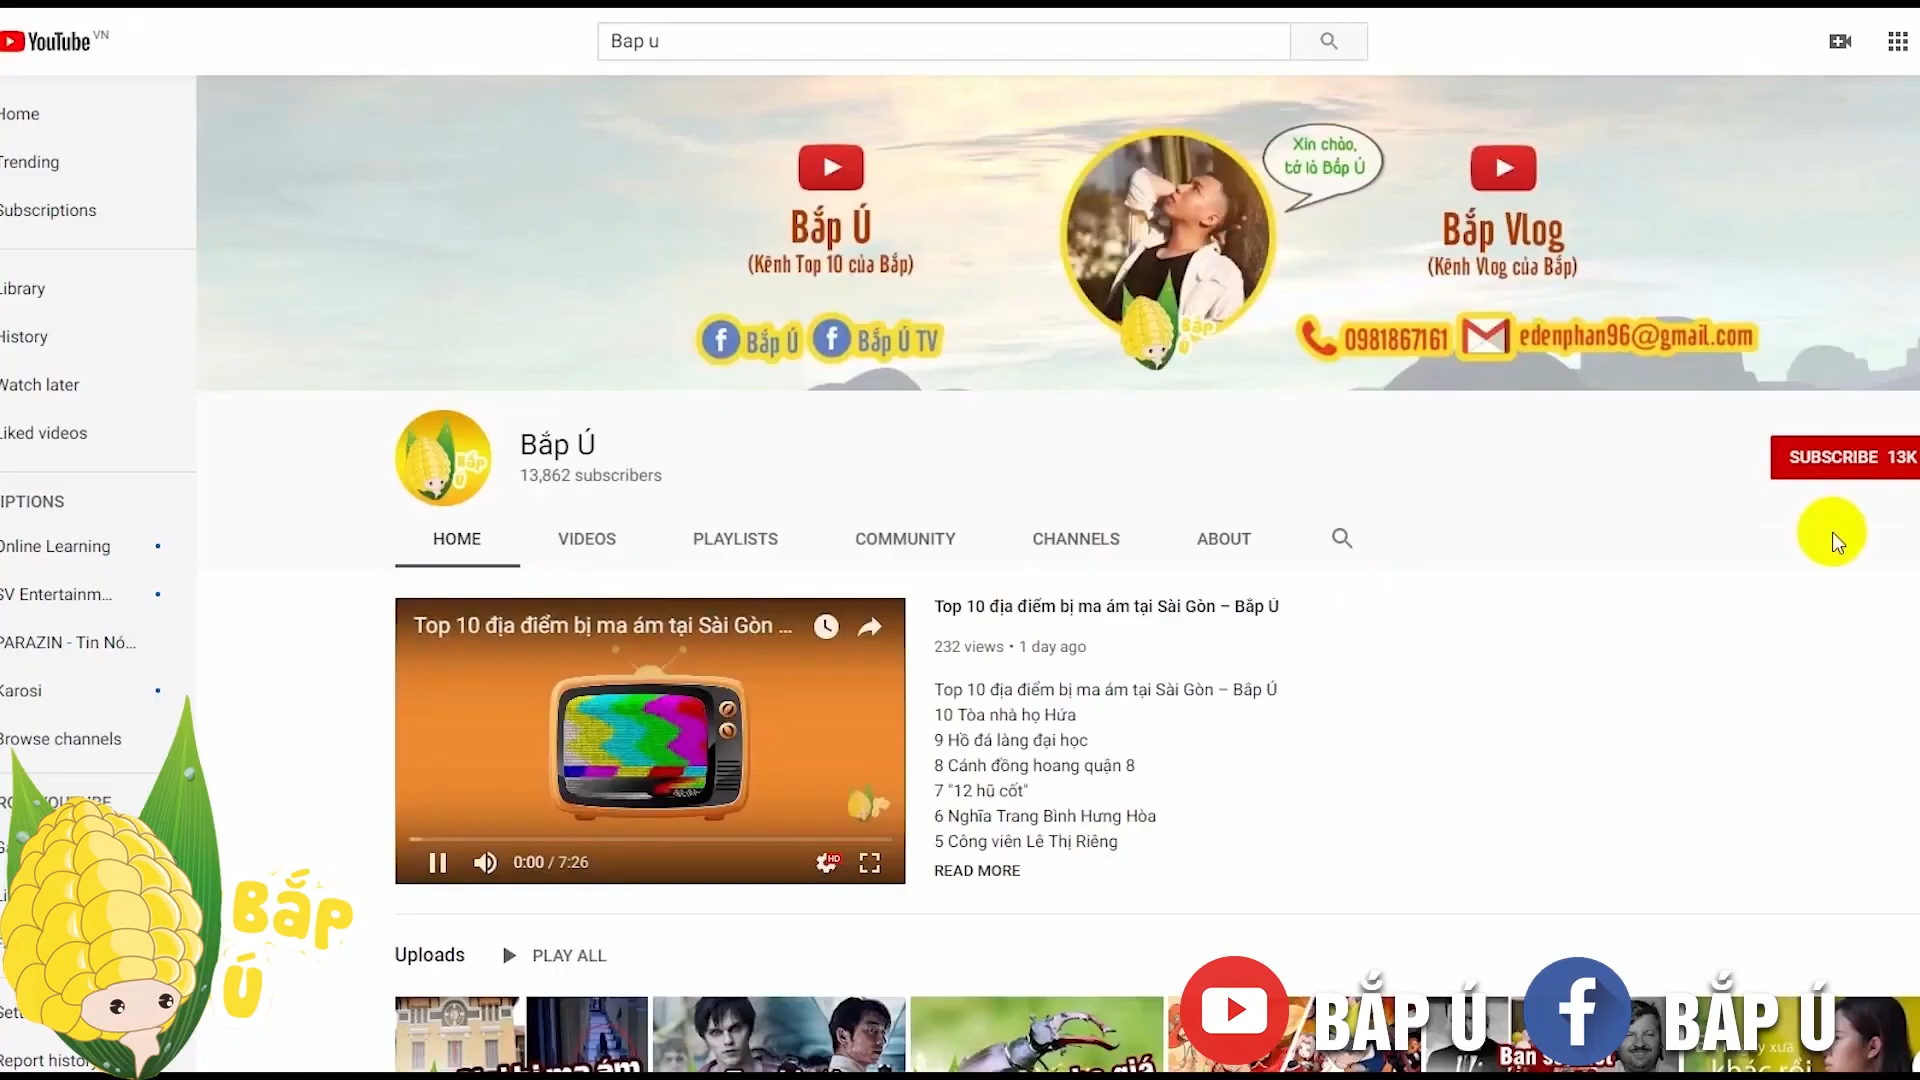 YouTube VN
Bap u
Home
Trending
Subscriptions
Library
History
Watch later
Liked videos
IPTIONS
Online Learning
SV Entertainm...
PARAZIN - Tin Nó...
Karosi
Browse channels
Report history
Xin chào,
tớ là Bắp Ú
Bắp Ú
(Kênh Top 10 của Bắp)
Bắp Vlog
(Kênh Vlog của Bắp)
Bắp Ú
Bắp Ú TV
Bắp Ú
0981867161
edenphan96@gmail.com
Bắp Ú
Bắp Ú
13,862 subscribers
SUBSCRIBE 13K
HOME
VIDEOS
PLAYLISTS
COMMUNITY
CHANNELS
ABOUT
Top 10 địa điểm bị ma ám tại Sài Gòn ...
0:00 / 7:26
HD
Top 10 địa điểm bị ma ám tại Sài Gòn – Bắp Ú
232 views • 1 day ago
Top 10 địa điểm bị ma ám tại Sài Gòn – Bắp Ú
10 Tòa nhà họ Hứa
9 Hồ đá làng đại học
8 Cánh đồng hoang quận 8
7 "12 hũ cốt"
6 Nghĩa Trang Bình Hưng Hòa
5 Công viên Lê Thị Riêng
READ MORE
Uploads
PLAY ALL
Bắp
Ú
BẮP Ú
BẮP Ú